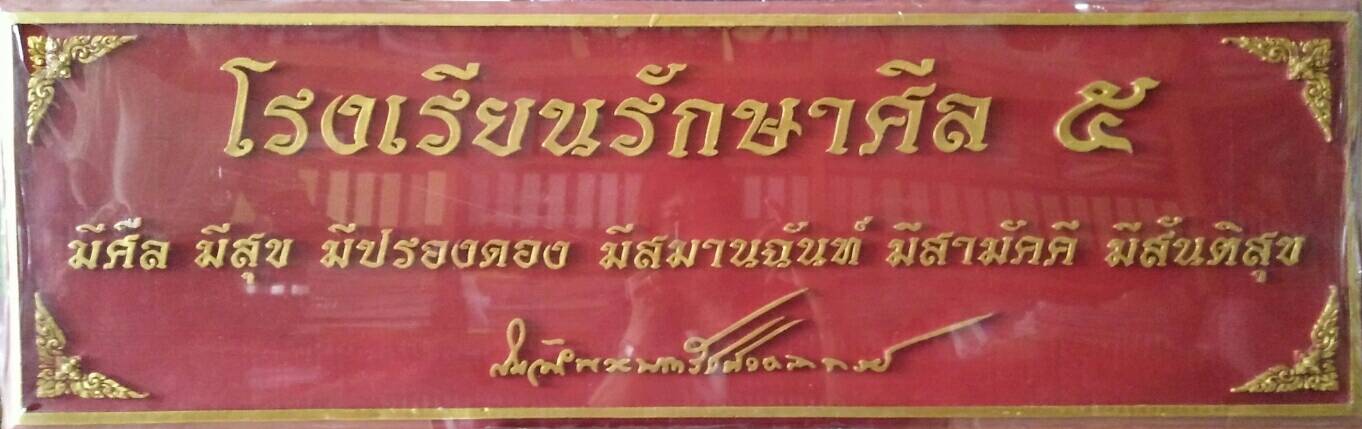 โรงเรียนรักษาศีล ๕
มีศีล มีสุข มีปรองดอง มีสมานฉันท์ มีสามัคคี มีสันติสุข